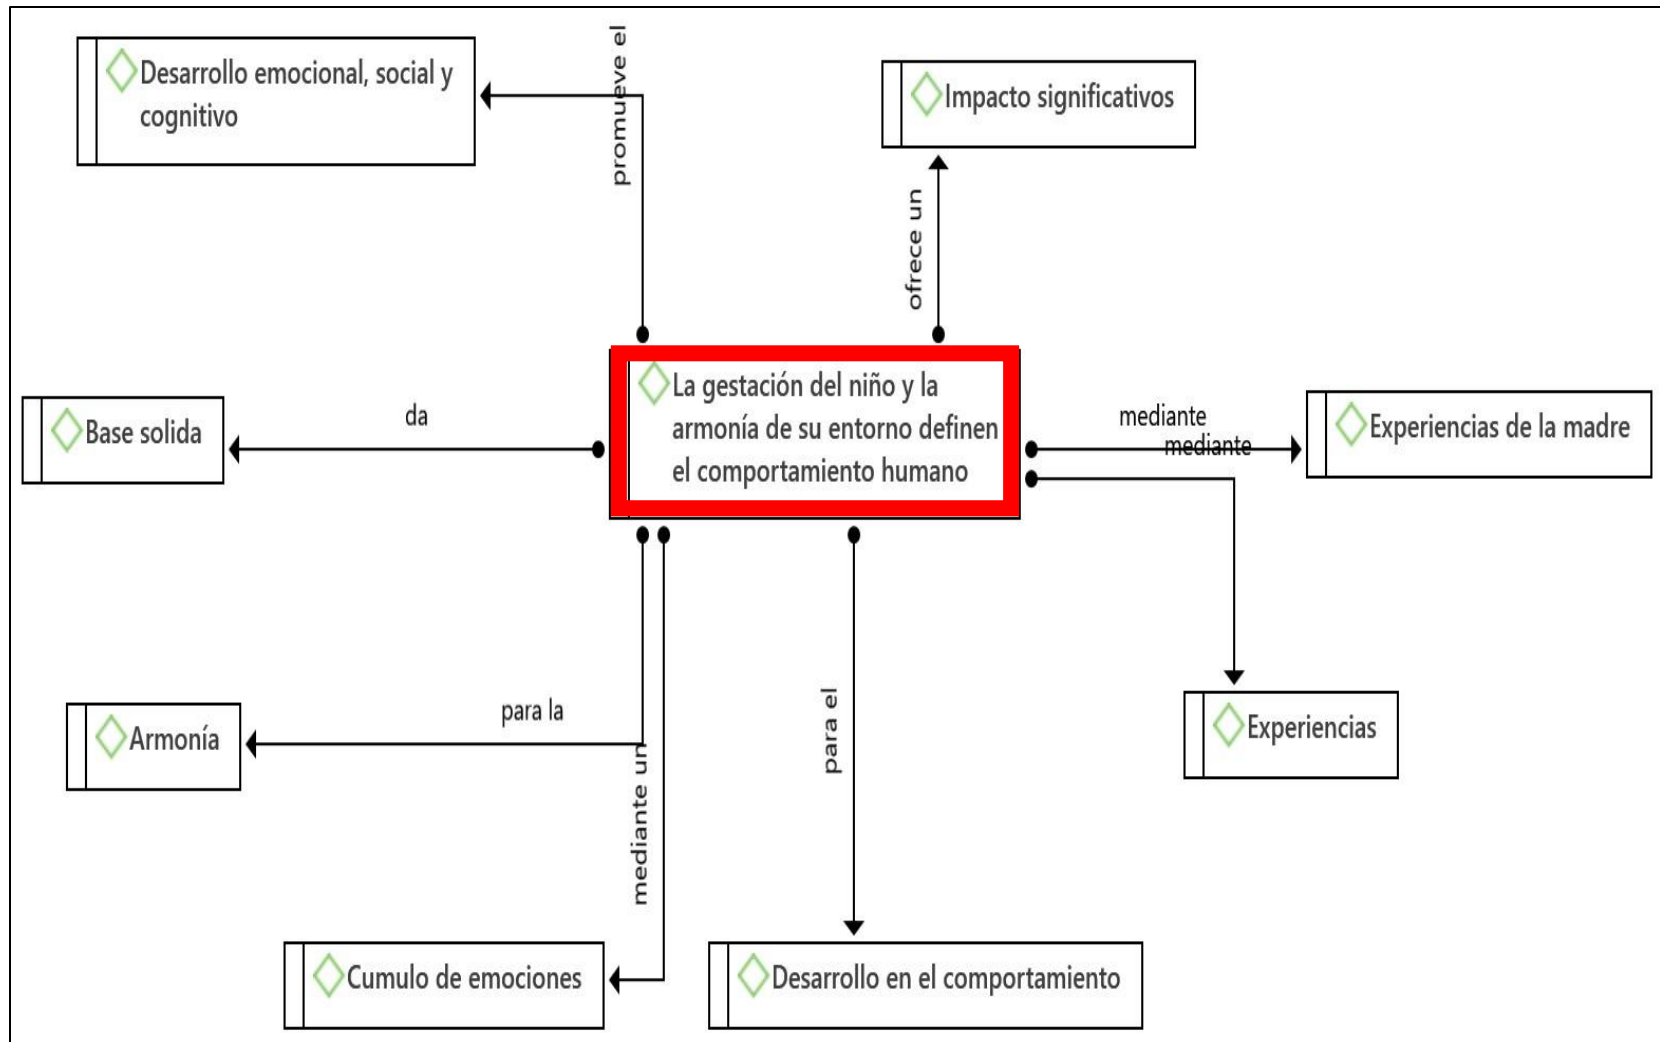 promueve el
Desarrollo emocional, social y
cognitivo
Impacto significativos
ofrece un
La gestación del niño y la
armonía de su entorno definen
el comportamiento humano
da
Base solida
mediante
mediante
Experiencias de la madre
Experiencias
para la
Armonía
mediante un
para el
Cumulo de emociones
Desarrollo en el comportamiento